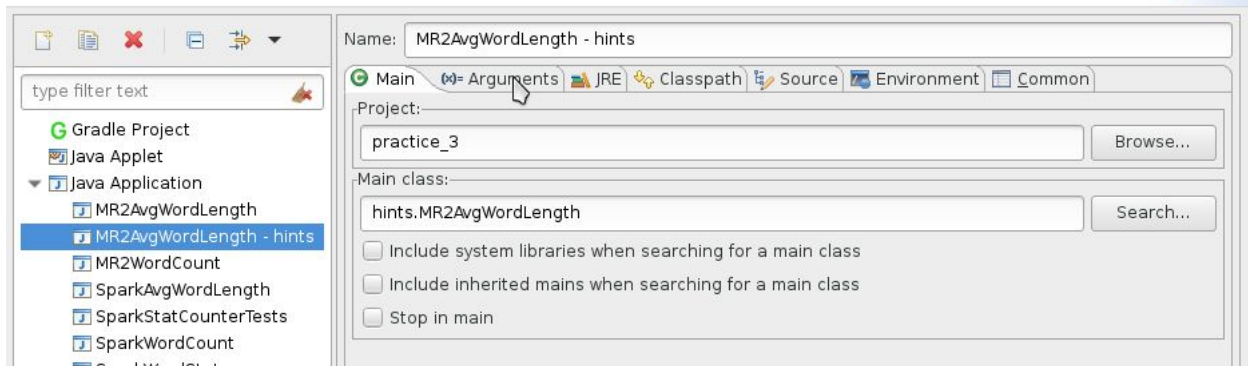 Name: MR2AvgWordLength - hints
type filter text
Gradle Project
Java Applet
Java Application
MR2AvgWordLength
MR2AvgWordLength - hints
MR2WordCount
SparkAvgWordLength
SparkStatCounterTests
SparkWordCount
Main (x)= Arguments JRE Classpath Source Environment Common
Project:
practice_3 Browse...
Main class:
hints.MR2AvgWordLength Search...
Include system libraries when searching for a main class
Include inherited mains when searching for a main class
Stop in main